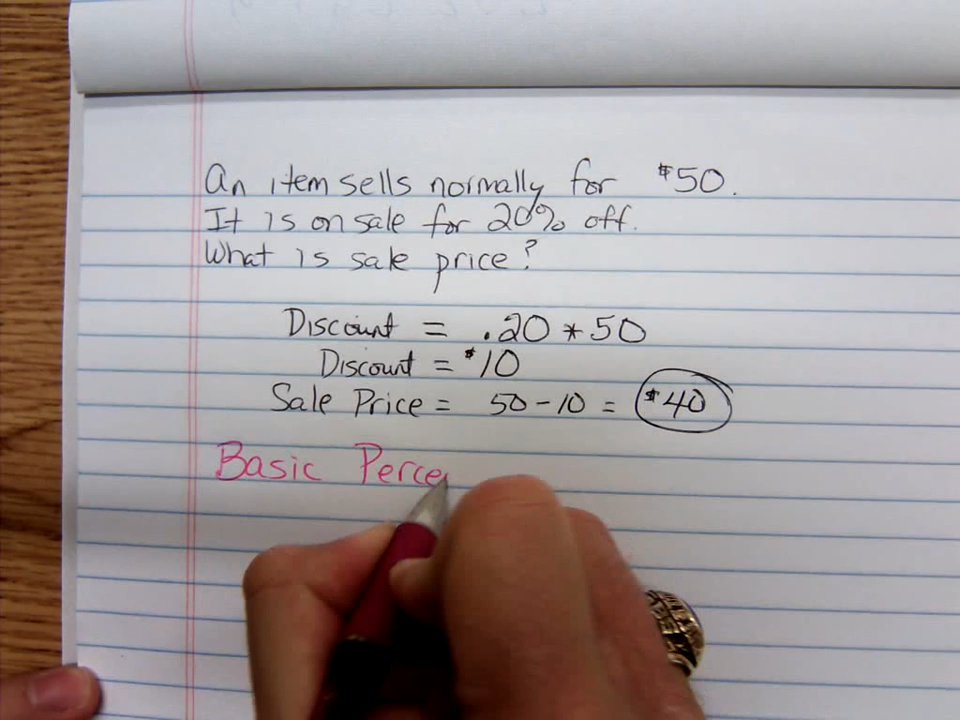 An item sells normally for $50.
It is on sale for 20% off.
What is sale price?
Discount = .20 * 50
Discount = $10
Sale Price = 50 - 10 = $40
Basic Perce